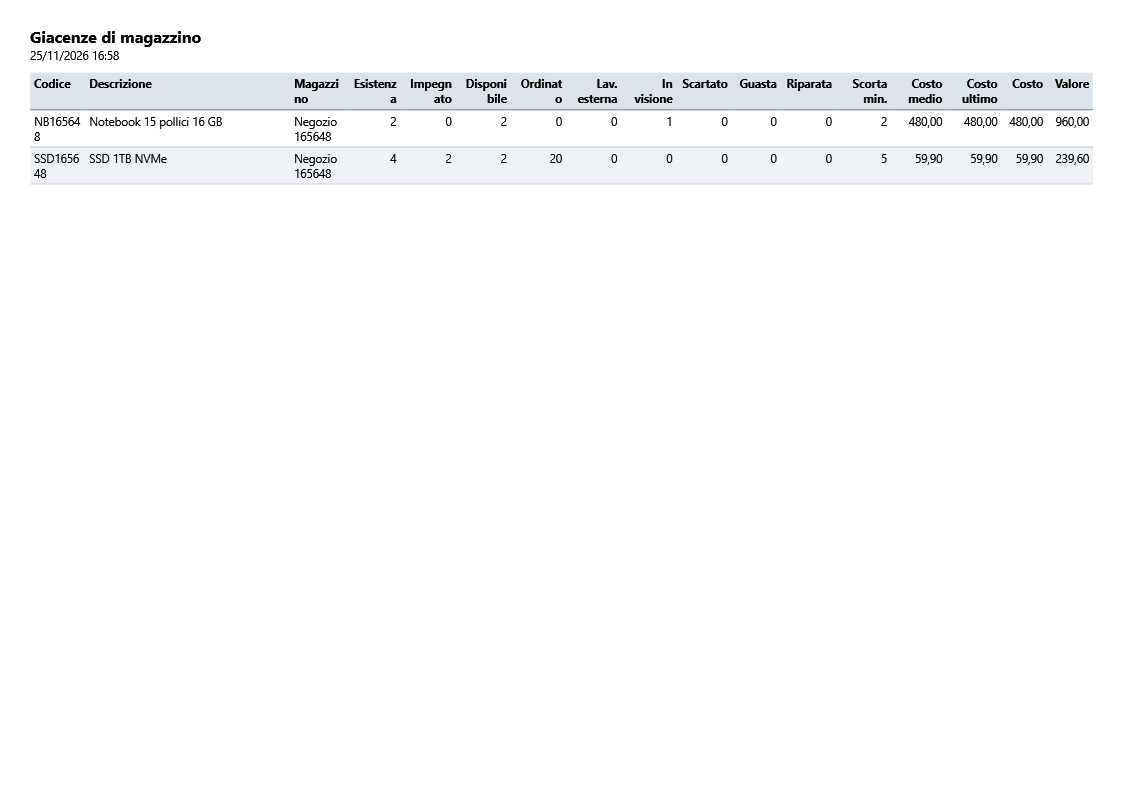 Giacenze di magazzino
25/11/2026 16:58
Codice Descrizione Magazzi Esistenz Impegn Disponi Ordinat Lav. In Scartato Guasta Riparata Scorta Costo Costo Costo Valore
no a ato bile o esterna visione min. medio ultimo
NB16564 Notebook 15 pollici 16 GB Negozio 2 0 2 0 0 1 0 0 0 2 480,00 480,00 480,00 960,00
8 165648
SSD1656 SSD 1TB NVMe Negozio 4 2 2 20 0 0 0 0 0 5 59,90 59,90 59,90 239,60
48 165648